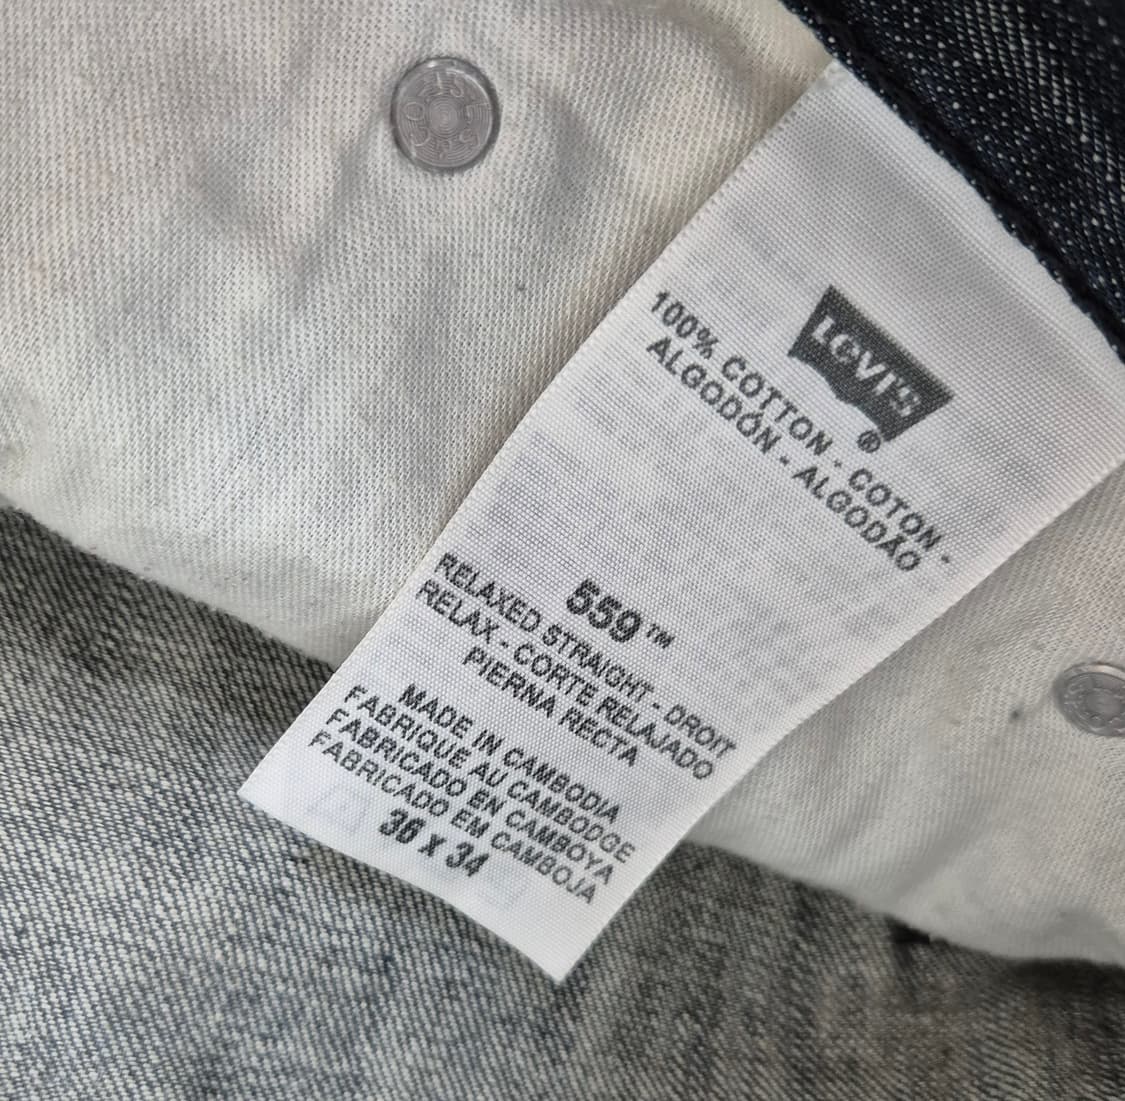 LEVI'S
®
100% COTTON - COTON -
ALGODÓN - ALGODÃO
559™
RELAXED STRAIGHT - DROIT
RELAX - CORTE RELAJADO
PIERNA RECTA
MADE IN CAMBODIA
FABRIQUE AU CAMBODGE
FABRICADO EN CAMBOYA
FABRICADO EM CAMBOJA
36 x 34